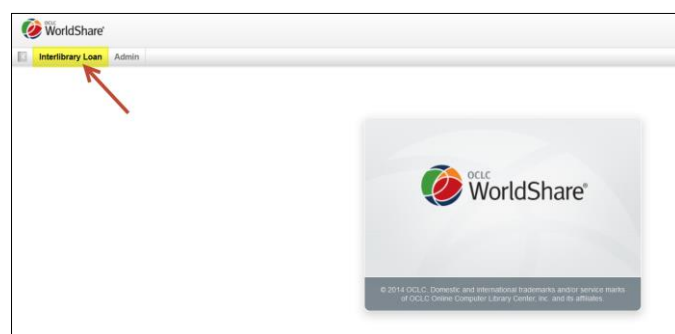 OCLC
WorldShare®
Interlibrary Loan Admin
OCLC
WorldShare®
© 2014 OCLC, Domestic and international trademarks and/or service marks
of OCLC Online Computer Library Center, Inc. and its affiliates.